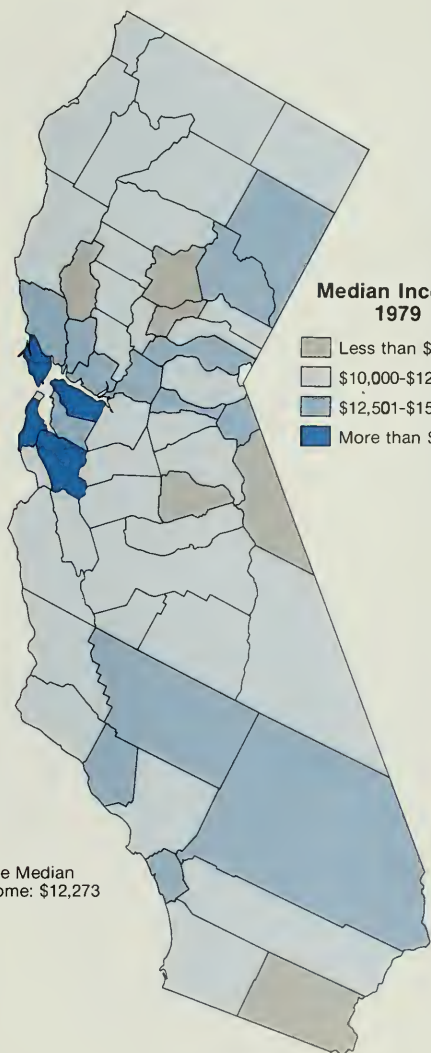 Median Inc
1979
Less than $
$10,000-$12
$12,501-$15
More than $
e Median
ome: $12,273